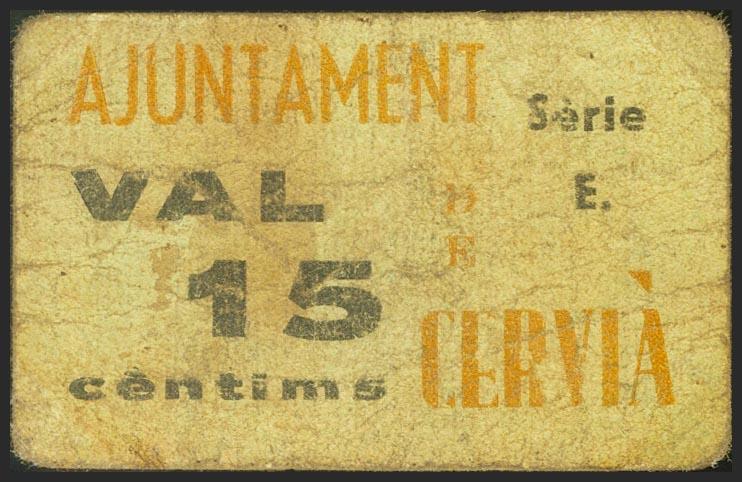 AJUNTAMENT
Sèrie
E.
VAL
15
cèntims
DE
CERVIÀ